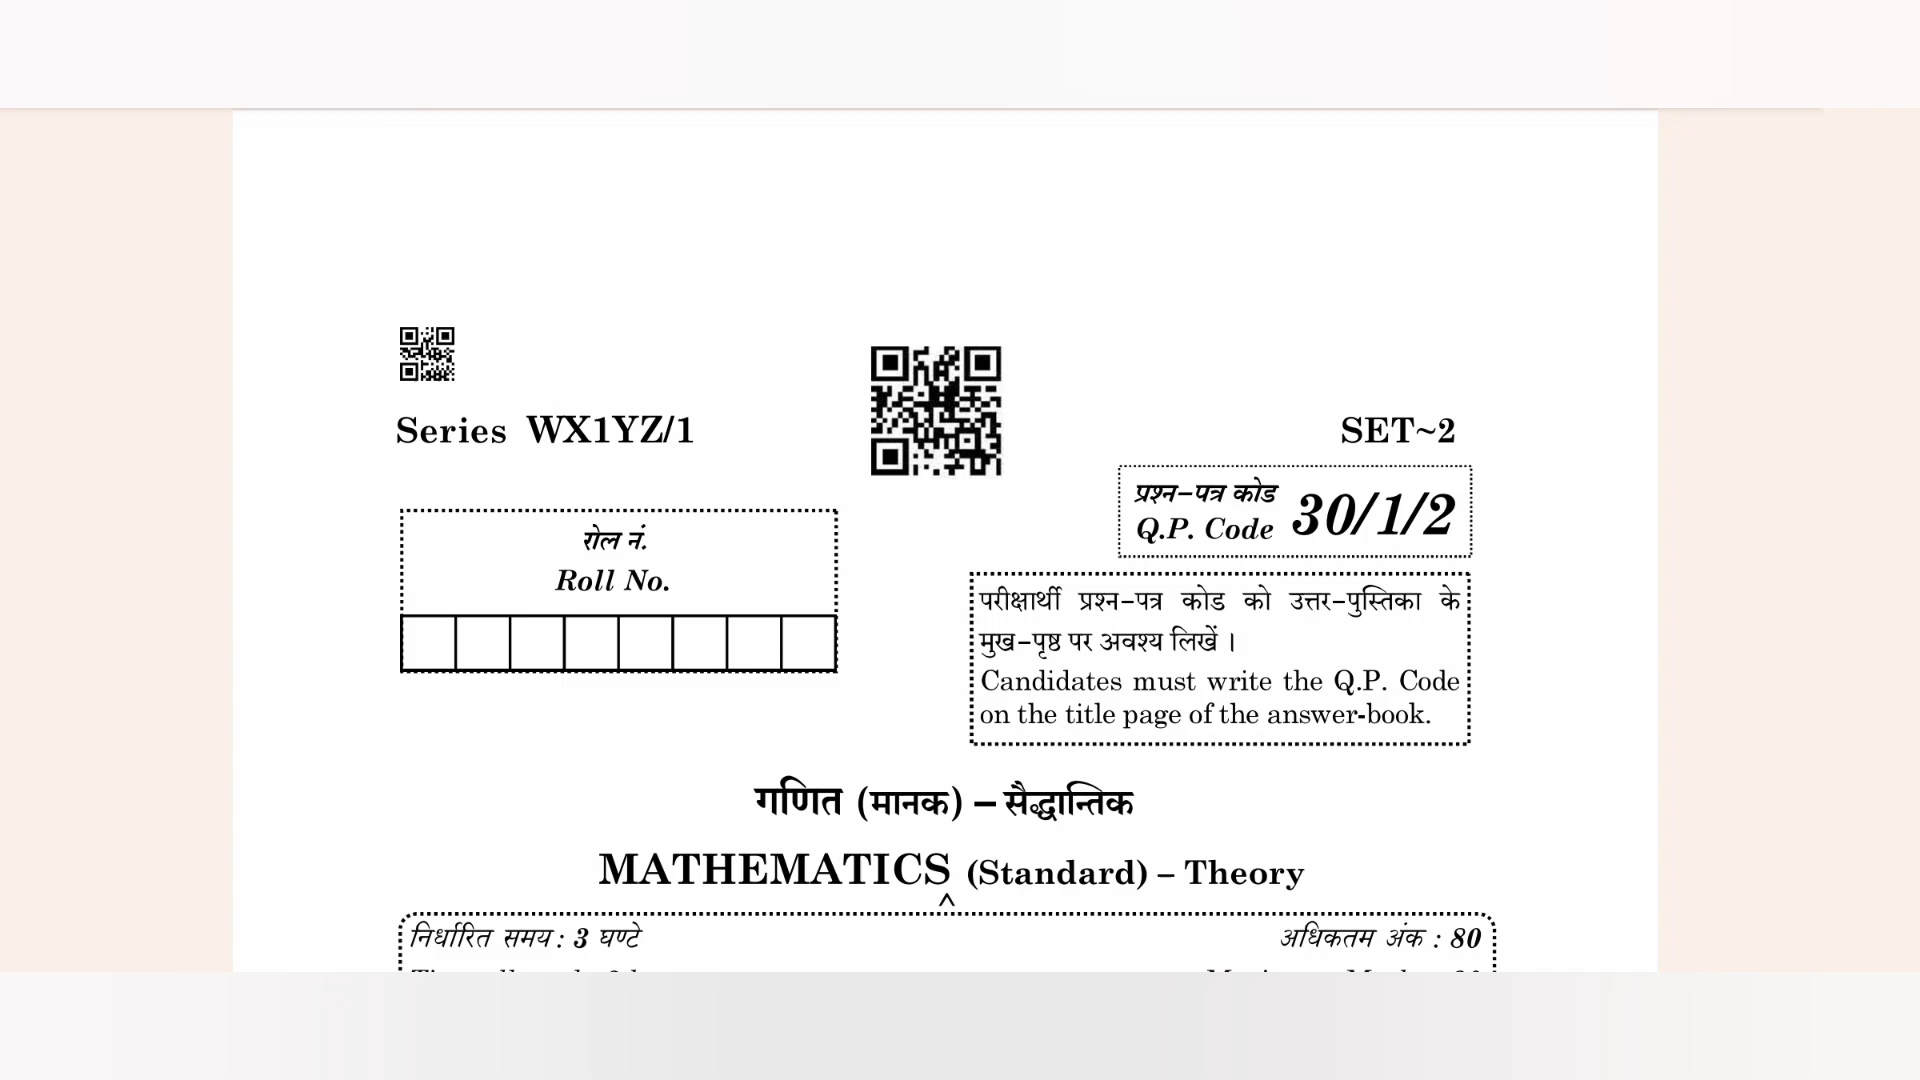 Series WX1YZ/1
SET~2
प्रश्न-पत्र कोड
Q.P. Code 30/1/2
रोल नं.
Roll No.
परीक्षार्थी प्रश्न-पत्र कोड को उत्तर-पुस्तिका के
मुख-पृष्ठ पर अवश्य लिखें ।
Candidates must write the Q.P. Code
on the title page of the answer-book.
गणित (मानक) – सैद्धान्तिक
MATHEMATICS (Standard) – Theory
निर्धारित समय : 3 घण्टे
अधिकतम अंक : 80